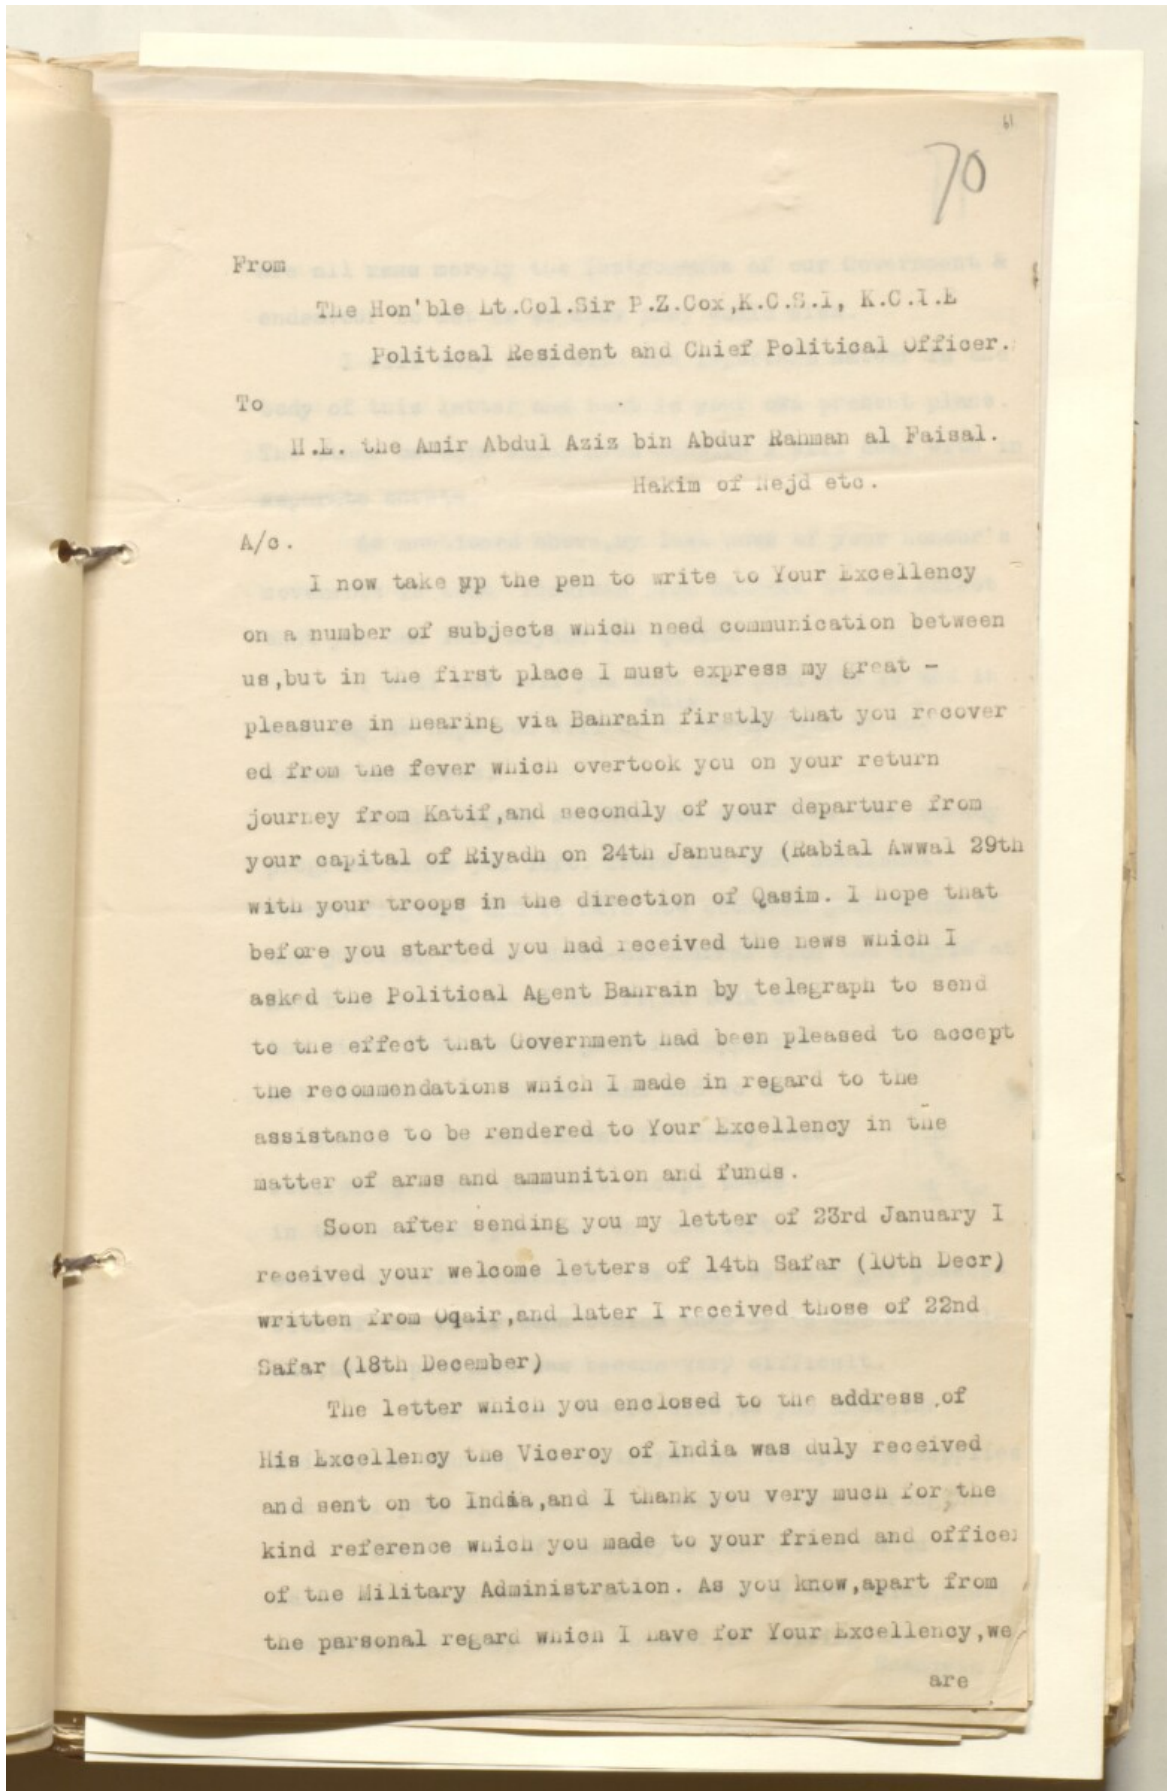 61
70
From
The Hon'ble Lt.Col.Sir P.Z.Cox,K.C.S.I, K.C.I.E
Political Resident and Chief Political Officer.
To
H.E. the Amir Abdul Aziz bin Abdur Rahman al Faisal.
Hakim of Nejd etc.
A/c.
I now take up the pen to write to Your Excellency
on a number of subjects which need communication between
us,but in the first place I must express my great -
pleasure in hearing via Bahrain firstly that you recover
ed from the fever which overtook you on your return
journey from Katif,and secondly of your departure from
your capital of Riyadh on 24th January (Rabial Awwal 29th
with your troops in the direction of Qasim. I hope that
before you started you had received the news which I
asked the Political Agent Bahrain by telegraph to send
to the effect that Government had been pleased to accept
the recommendations which I made in regard to the
assistance to be rendered to Your Excellency in the
matter of arms and ammunition and funds.
Soon after sending you my letter of 23rd January I
received your welcome letters of 14th Safar (10th Decr)
written from Oqair,and later I received those of 22nd
Safar (18th December)
The letter which you enclosed to the address of
His Excellency the Viceroy of India was duly received
and sent on to India,and I thank you very much for the
kind reference which you made to your friend and officer
of the Military Administration. As you know,apart from
the parsonal regard which I have for Your Excellency,we
are